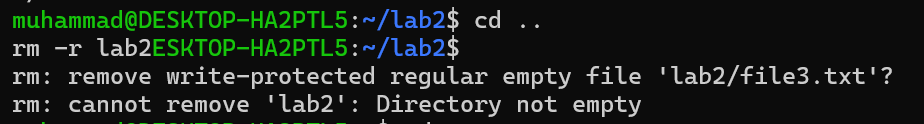 muhammad@DESKTOP-HA2PTL5:~/lab2$ cd ..
rm -r lab2ESKTOP-HA2PTL5:~/lab2$
rm: remove write-protected regular empty file 'lab2/file3.txt'?
rm: cannot remove 'lab2': Directory not empty